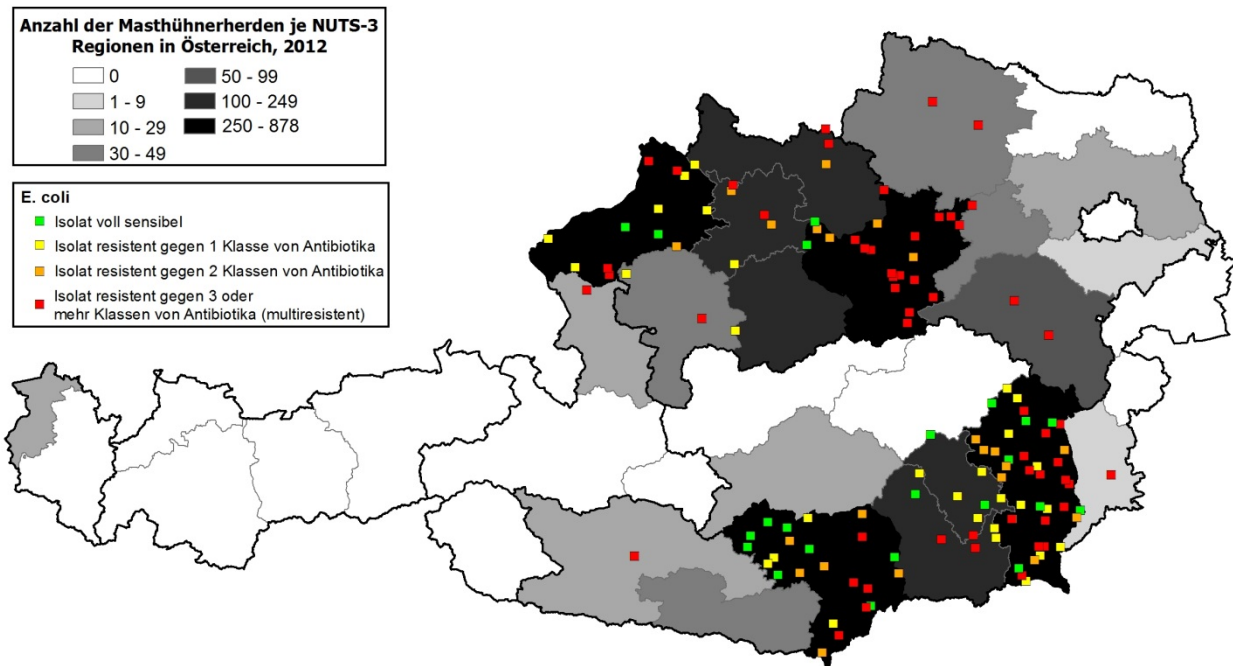 Anzahl der Masthühnerherden je NUTS-3
Regionen in Österreich, 2012
0
1 - 9
10 - 29
30 - 49
50 - 99
100 - 249
250 - 878
E. coli
Isolat voll sensibel
Isolat resistent gegen 1 Klasse von Antibiotika
Isolat resistent gegen 2 Klassen von Antibiotika
Isolat resistent gegen 3 oder
mehr Klassen von Antibiotika (multiresistent)